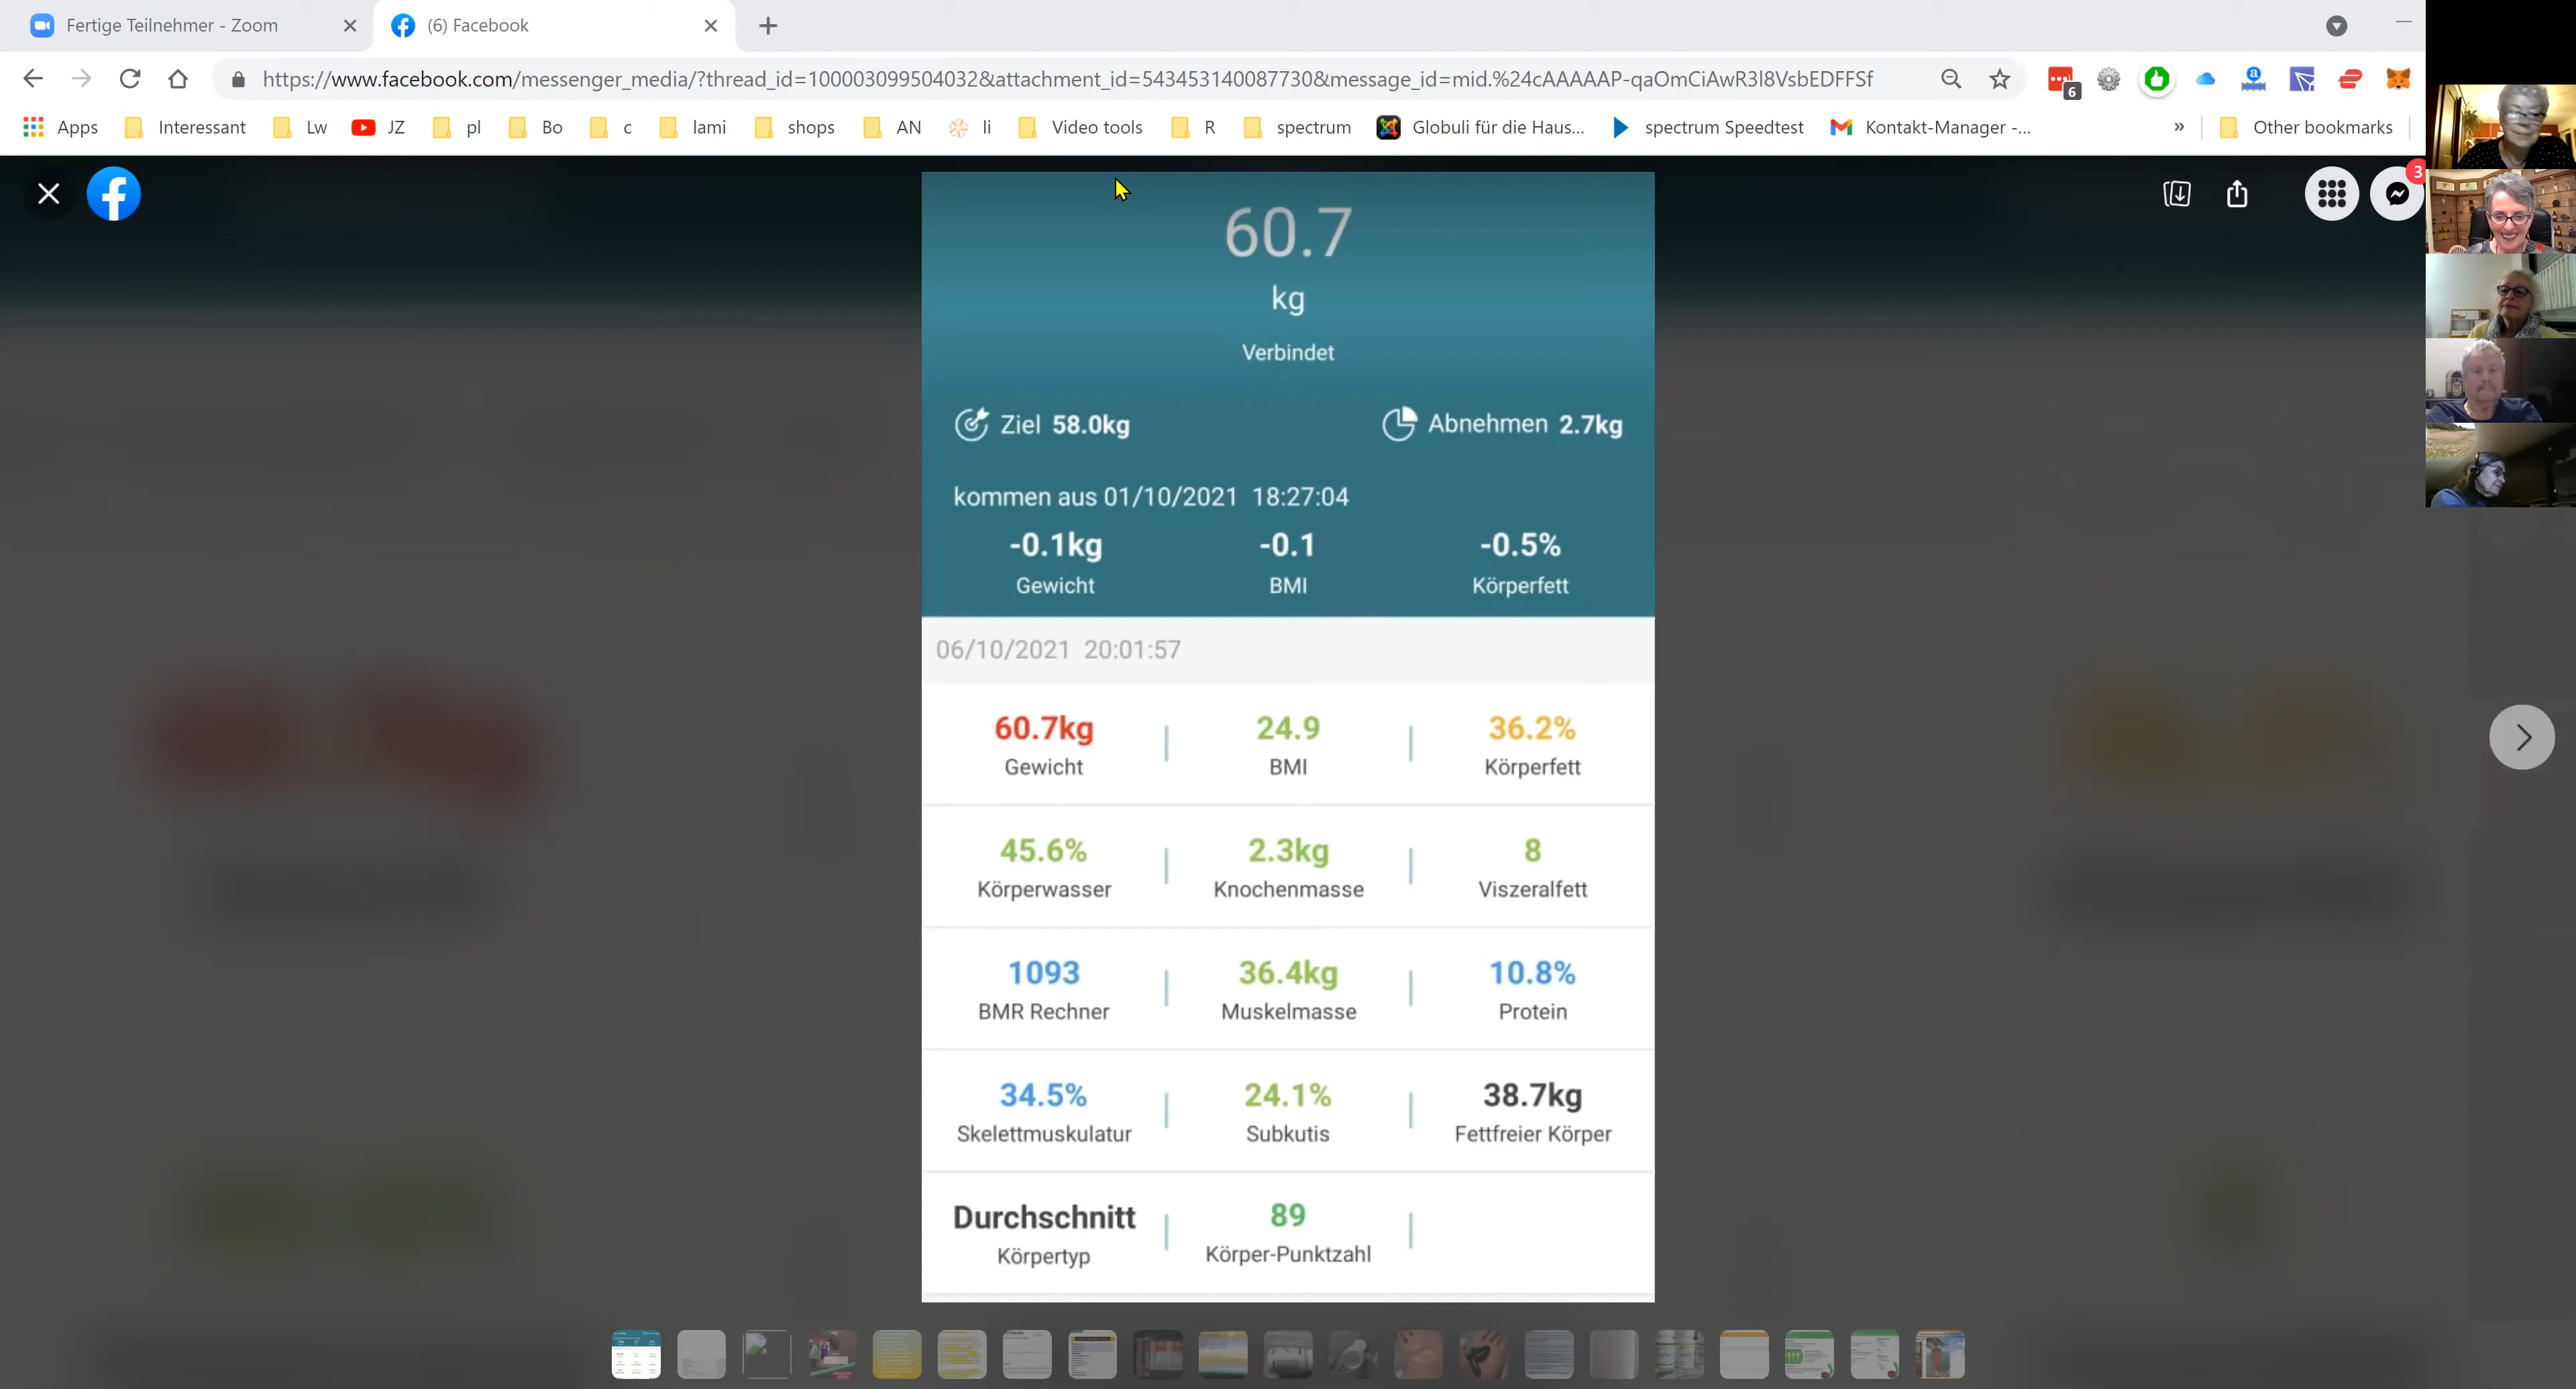 Fertige Teilnehmer - Zoom
(6) Facebook
https://www.facebook.com/messenger_media/?thread_id=100003099504032&attachment_id=543453140087730&message_id=mid.%24cAAAAAP-qaOmCiAwR3l8VsbEDFFSf
6
Apps Interessant Lw JZ pl Bo c lami shops AN li Video tools R spectrum Globuli für die Haus... spectrum Speedtest Kontakt-Manager -... » Other bookmarks
3
60.7
kg
Verbindet
Ziel 58.0kg Abnehmen 2.7kg
kommen aus 01/10/2021 18:27:04
-0.1kg -0.1 -0.5%
Gewicht BMI Körperfett
06/10/2021 20:01:57
60.7kg 24.9 36.2%
Gewicht BMI Körperfett
45.6% 2.3kg 8
Körperwasser Knochenmasse Viszeralfett
1093 36.4kg 10.8%
BMR Rechner Muskelmasse Protein
34.5% 24.1% 38.7kg
Skelettmuskulatur Subkutis Fettfreier Körper
Durchschnitt 89
Körpertyp Körper-Punktzahl